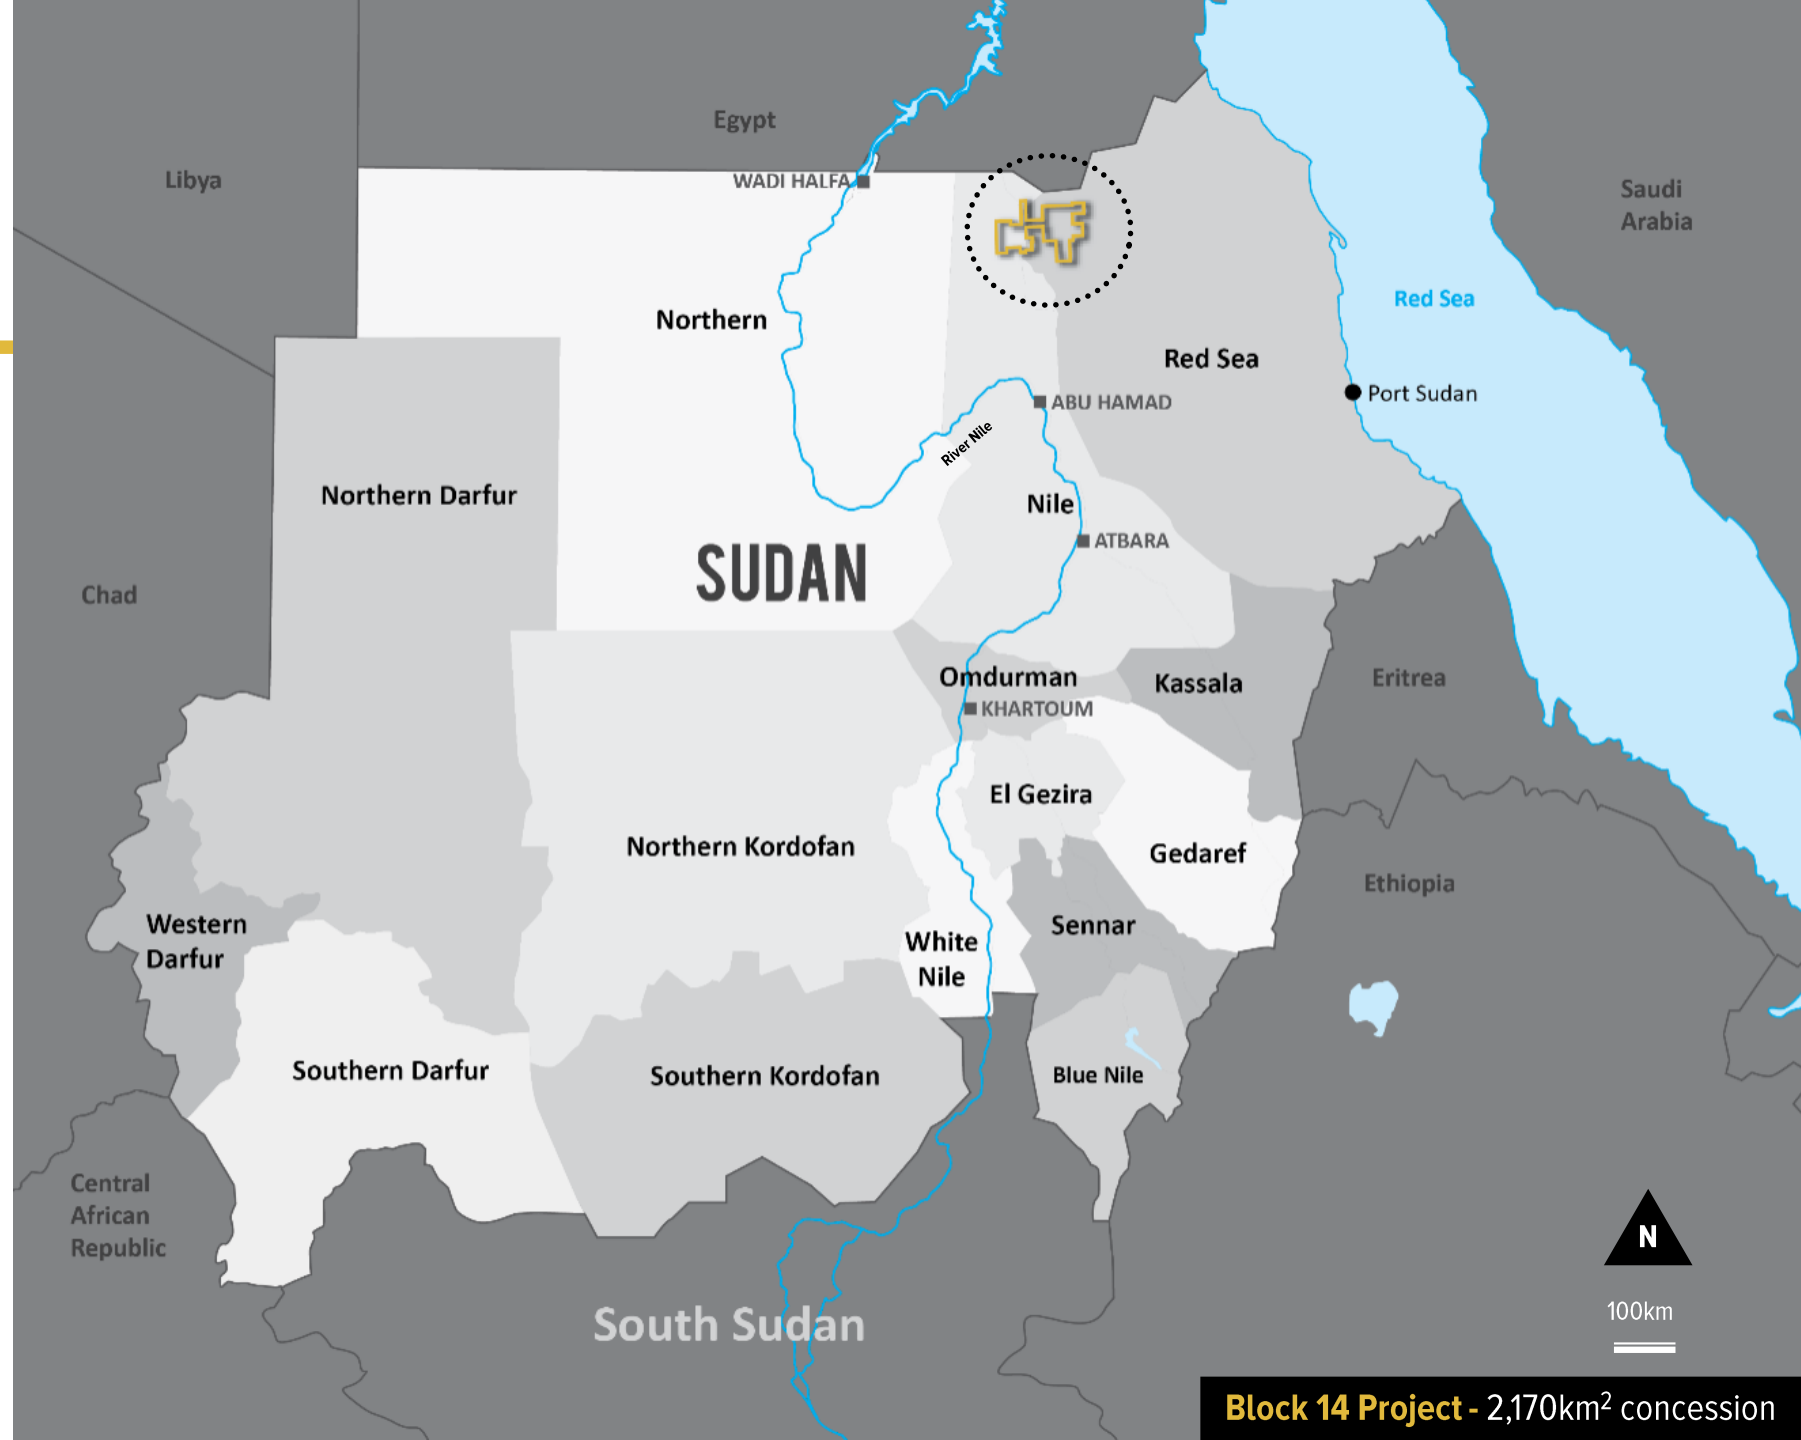 Egypt
Libya
WADI HALFA
Saudi
Arabia
Red Sea
Northern
Red Sea
Port Sudan
ABU HAMAD
River Nile
Northern Darfur
Nile
ATBARA
SUDAN
Chad
Omdurman
Kassala
Eritrea
KHARTOUM
El Gezira
Northern Kordofan
Gedaref
Ethiopia
Western
Darfur
Sennar
White
Nile
Southern Darfur
Southern Kordofan
Blue Nile
Central
African
Republic
N
100km
South Sudan
Block 14 Project - 2,170km² concession